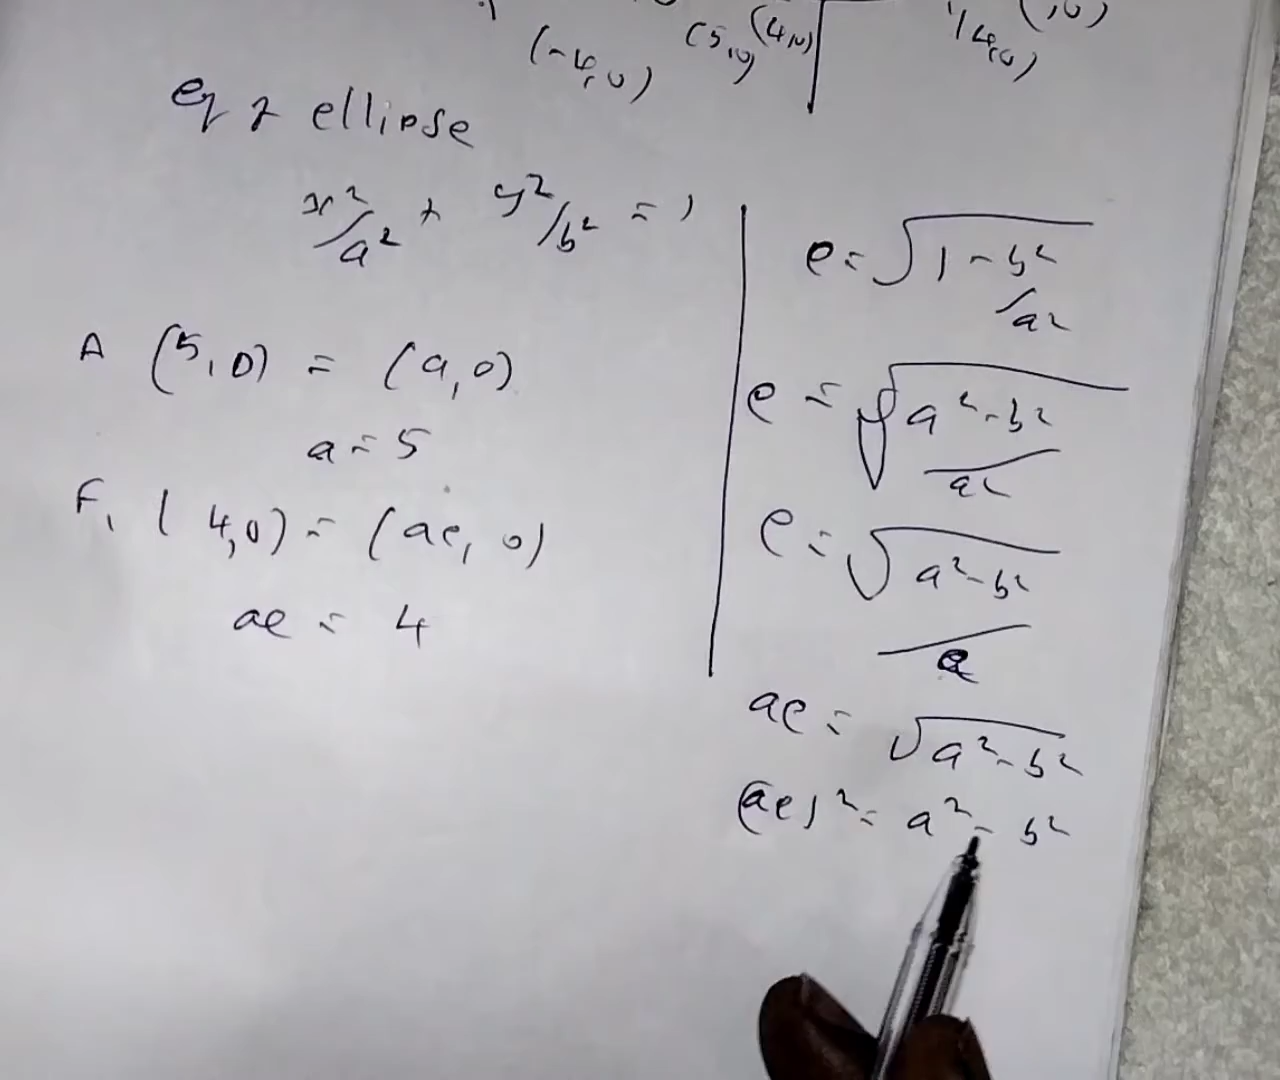 (-4,0) (5,0) (4,0)
eq of ellipse
x²/a² + y²/b² = 1
A (5,0) = (a,0)
a = 5
F₁ (4,0) = (ae, 0)
ae = 4
e = √1 - b²/a²
e = √a² - b²/a²
e = √a² - b²/a
ae = √a² - b²
(ae)² = a² - b²